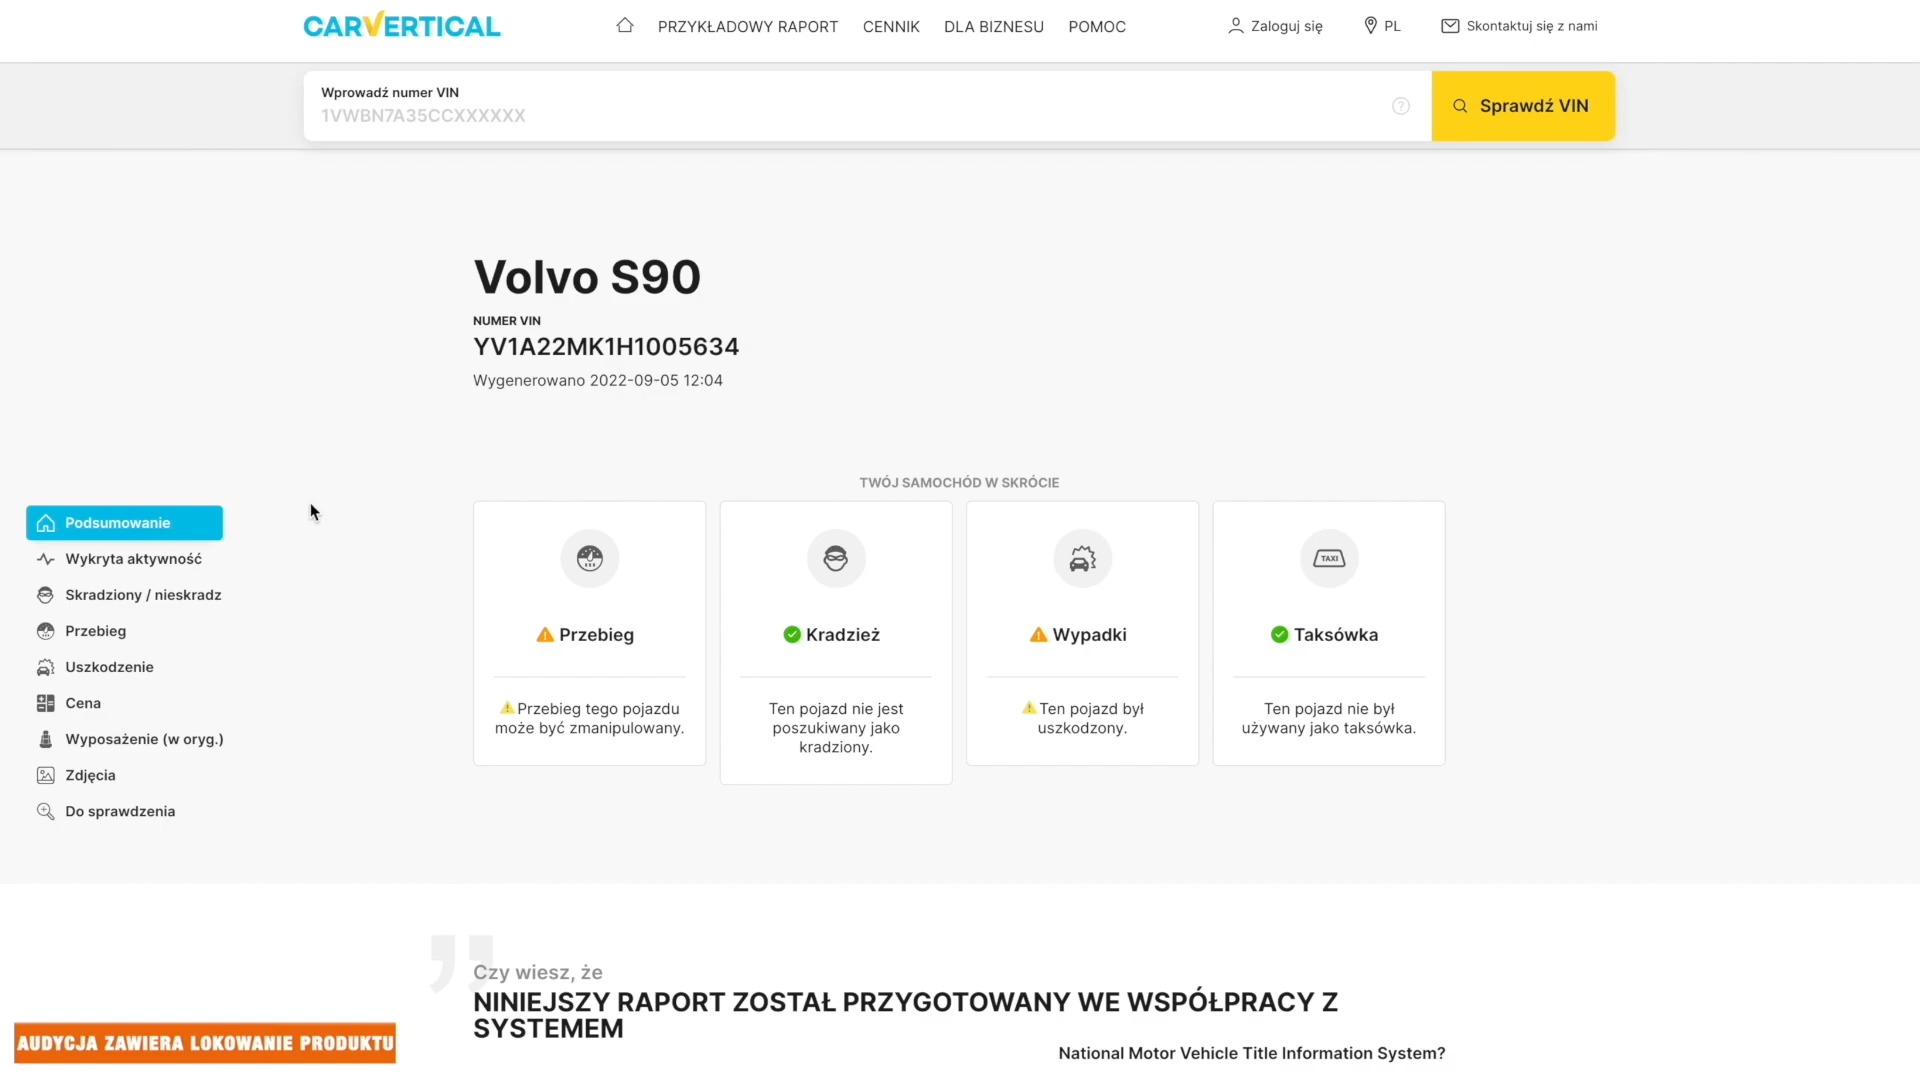 CARVERTICAL
PRZYKŁADOWY RAPORT
CENNIK
DLA BIZNESU
POMOC
Zaloguj się
PL
Skontaktuj się z nami
Wprowadź numer VIN
1VWBN7A35CCXXXXXX
?
Sprawdź VIN
Volvo S90
NUMER VIN
YV1A22MK1H1005634
Wygenerowano 2022-09-05 12:04
Podsumowanie
Wykryta aktywność
Skradziony / nieskradz
Przebieg
Uszkodzenie
Cena
Wyposażenie (w oryg.)
Zdjęcia
Do sprawdzenia
TWÓJ SAMOCHÓD W SKRÓCIE
Przebieg
Przebieg tego pojazdu
może być zmanipulowany.
Kradzież
Ten pojazd nie jest
poszukiwany jako
kradziony.
Wypadki
Ten pojazd był
uszkodzony.
TAXI
Taksówka
Ten pojazd nie był
używany jako taksówka.
Czy wiesz, że
NINIEJSZY RAPORT ZOSTAŁ PRZYGOTOWANY WE WSPÓŁPRACY Z
SYSTEMEM
National Motor Vehicle Title Information System?
AUDYCJA ZAWIERA LOKOWANIE PRODUKTU